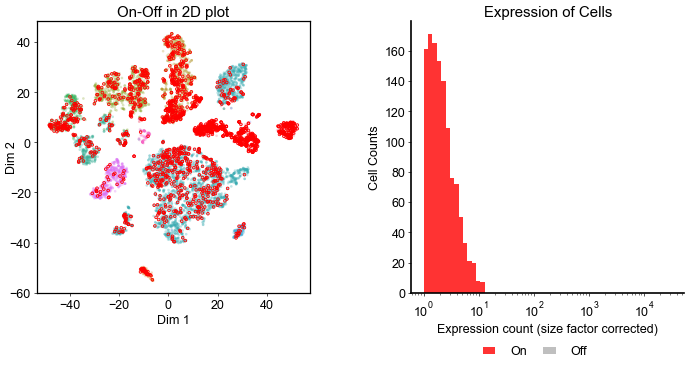 On-Off in 2D plot
40
20
0
−20
−40
−60
Dim 2
−40 −20 0 20 40
Dim 1
Expression of Cells
160
140
120
100
80
60
40
20
0
Cell Counts
10^0 10^1 10^2 10^3 10^4
Expression count (size factor corrected)
On Off